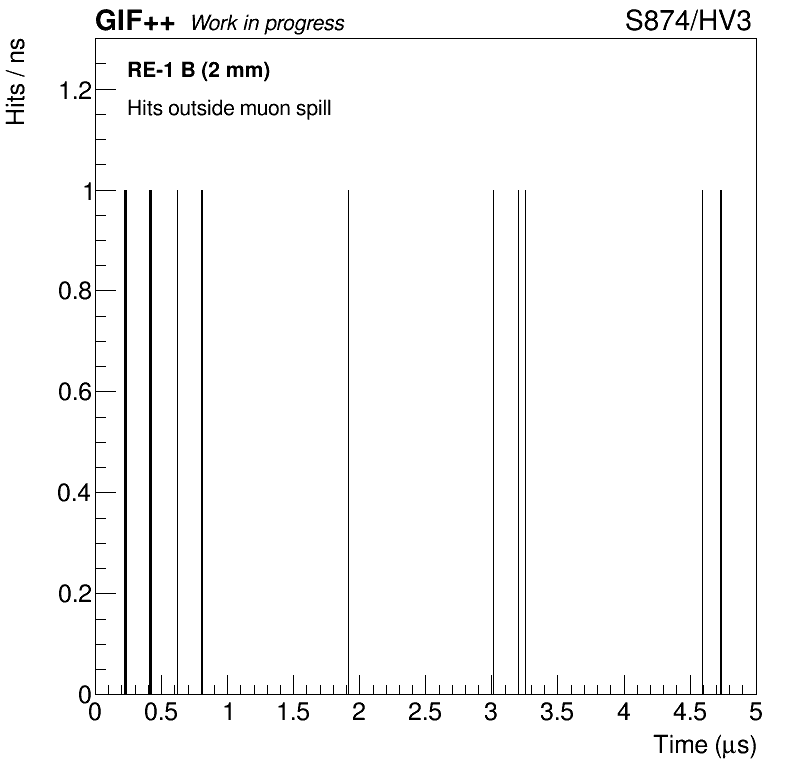 GIF++ Work in progress S874/HV3
Hits / ns
RE-1 B (2 mm)
Hits outside muon spill
1.2
1
0.8
0.6
0.4
0.2
0
0 0.5 1 1.5 2 2.5 3 3.5 4 4.5 5
Time (μs)